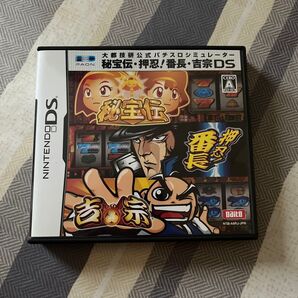 大都技研公式パチスロシミュレーター
秘宝伝・押忍!番長・吉宗DS
PAON
NINTENDO DS
秘宝伝
押忍!
番長
吉宗
Daito